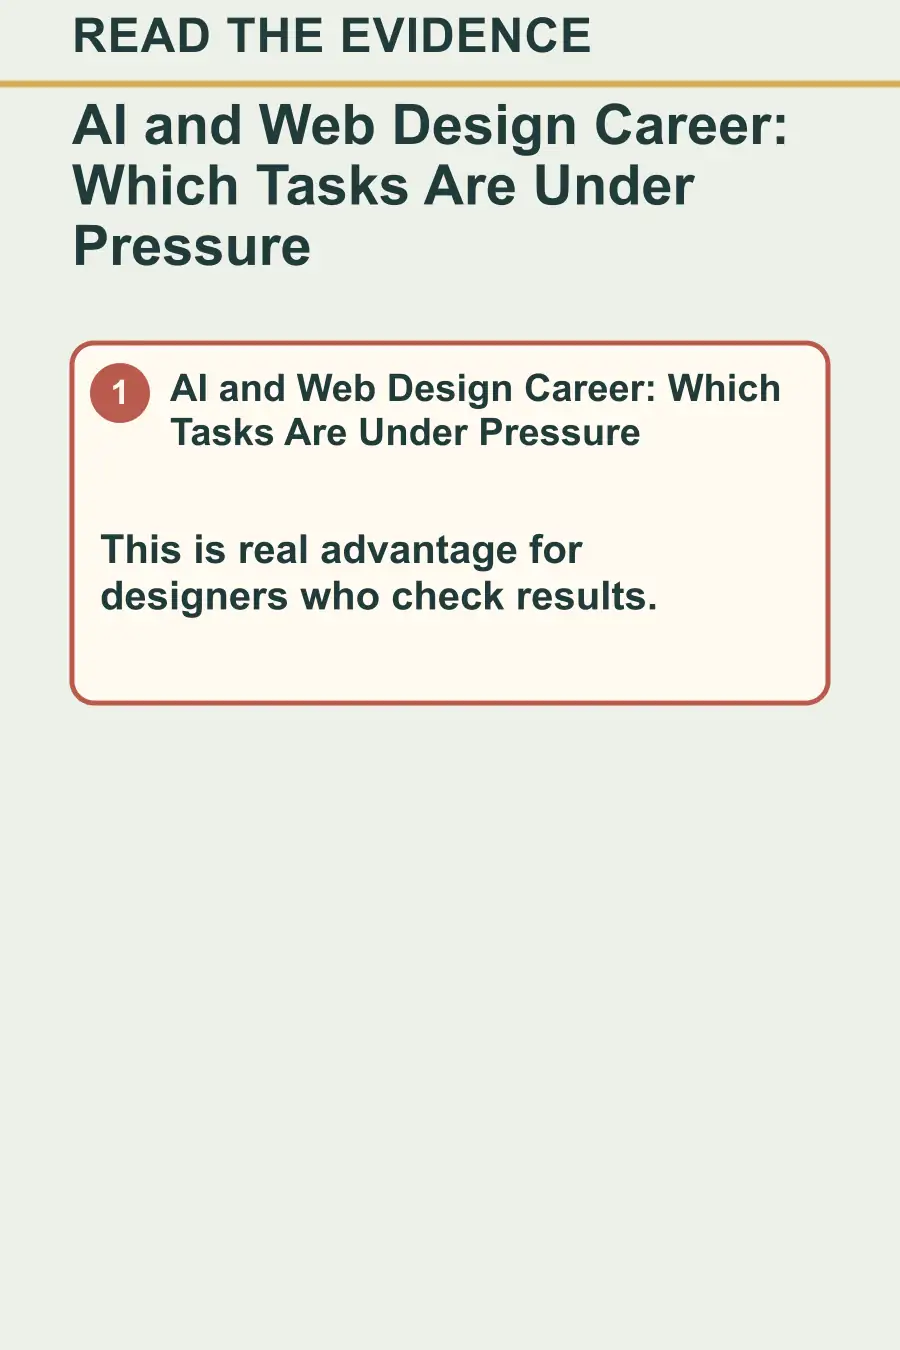 READ THE EVIDENCE
AI and Web Design Career:
Which Tasks Are Under
Pressure
1
AI and Web Design Career: Which
Tasks Are Under Pressure
This is real advantage for
designers who check results.